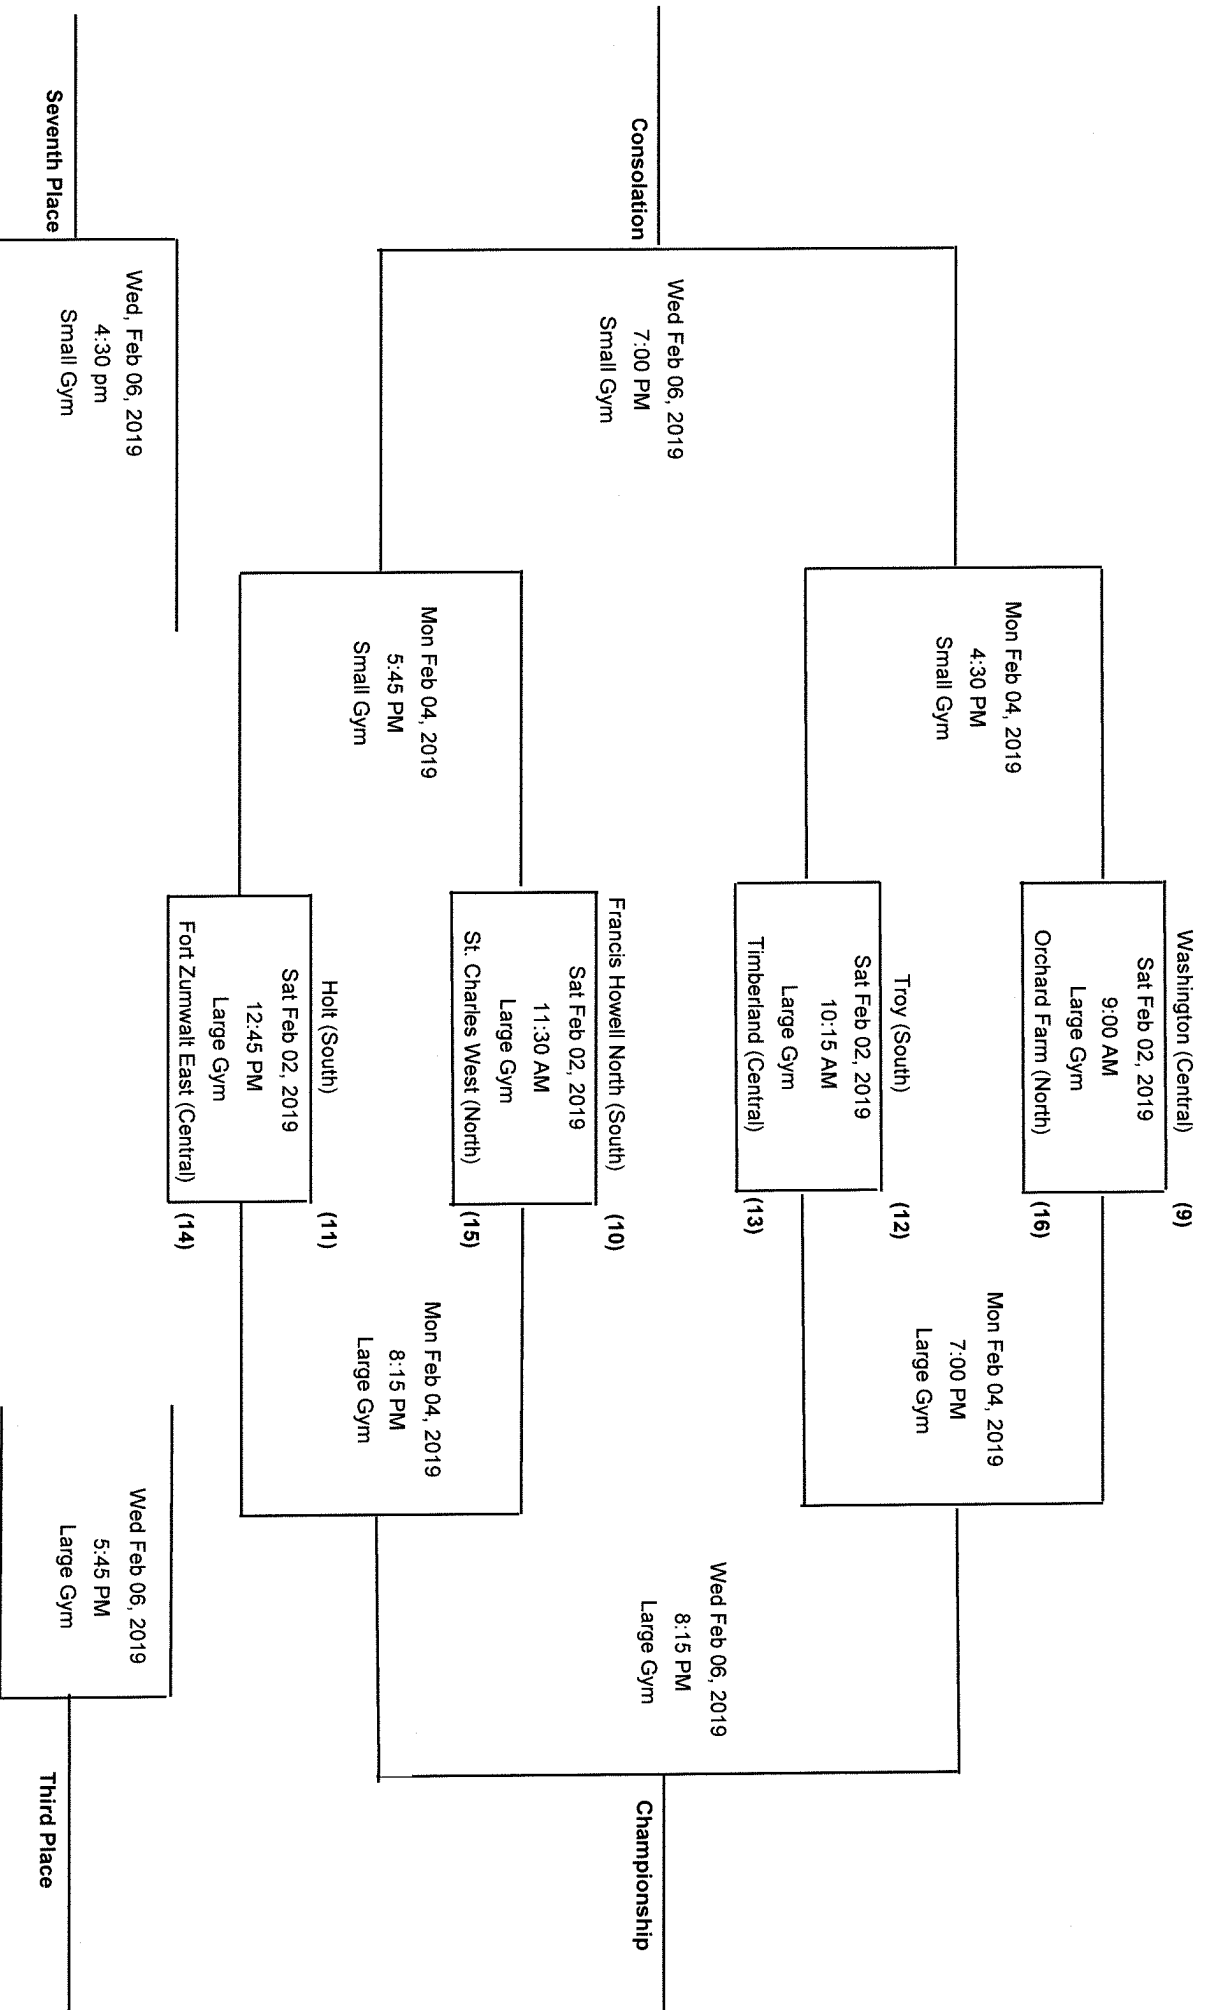 Washington (Central) (9)
Sat Feb 02, 2019
9:00 AM
Large Gym
Orchard Farm (North) (16)
Mon Feb 04, 2019
4:30 PM
Small Gym
Mon Feb 04, 2019
7:00 PM
Large Gym
Troy (South) (12)
Sat Feb 02, 2019
10:15 AM
Large Gym
Timberland (Central) (13)
Wed Feb 06, 2019
7:00 PM
Small Gym
Consolation
Wed Feb 06, 2019
8:15 PM
Large Gym
Championship
Francis Howell North (South) (10)
Sat Feb 02, 2019
11:30 AM
Large Gym
St. Charles West (North) (15)
Mon Feb 04, 2019
5:45 PM
Small Gym
Mon Feb 04, 2019
8:15 PM
Large Gym
Holt (South) (11)
Sat Feb 02, 2019
12:45 PM
Large Gym
Fort Zumwalt East (Central) (14)
Wed, Feb 06, 2019
4:30 pm
Small Gym
Seventh Place
Wed Feb 06, 2019
5:45 PM
Large Gym
Third Place